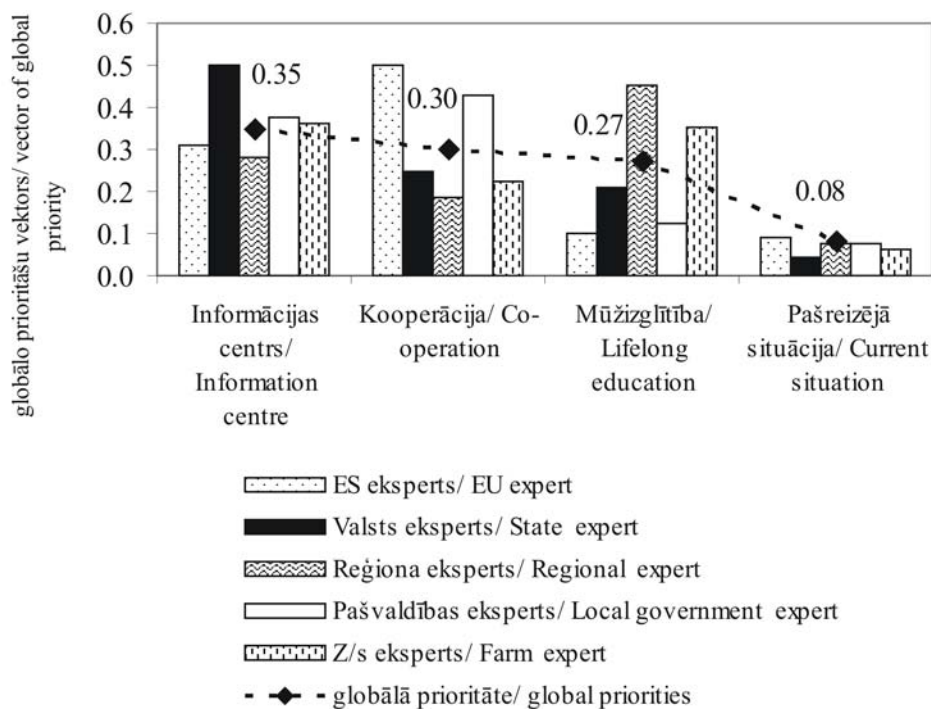 globālo prioritāšu vektors/ vector of global
priority
0.6
0.5
0.4
0.3
0.2
0.1
0.0
0.35
0.30
0.27
0.08
Informācijas
centrs/
Information
centre
Kooperācija/ Co-
operation
Mūžizglītība/
Lifelong
education
Pašreizējā
situācija/ Current
situation
ES eksperts/ EU expert
Valsts eksperts/ State expert
Reģiona eksperts/ Regional expert
Pašvaldības eksperts/ Local government expert
Z/s eksperts/ Farm expert
globālā prioritāte/ global priorities